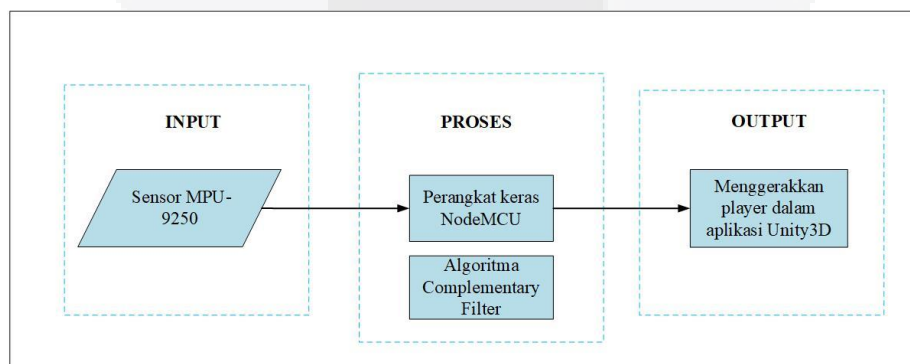 INPUT
Sensor MPU-
9250
PROSES
Perangkat keras
NodeMCU
Algoritma
Complementary
Filter
OUTPUT
Menggerakkan
player dalam
aplikasi Unity3D